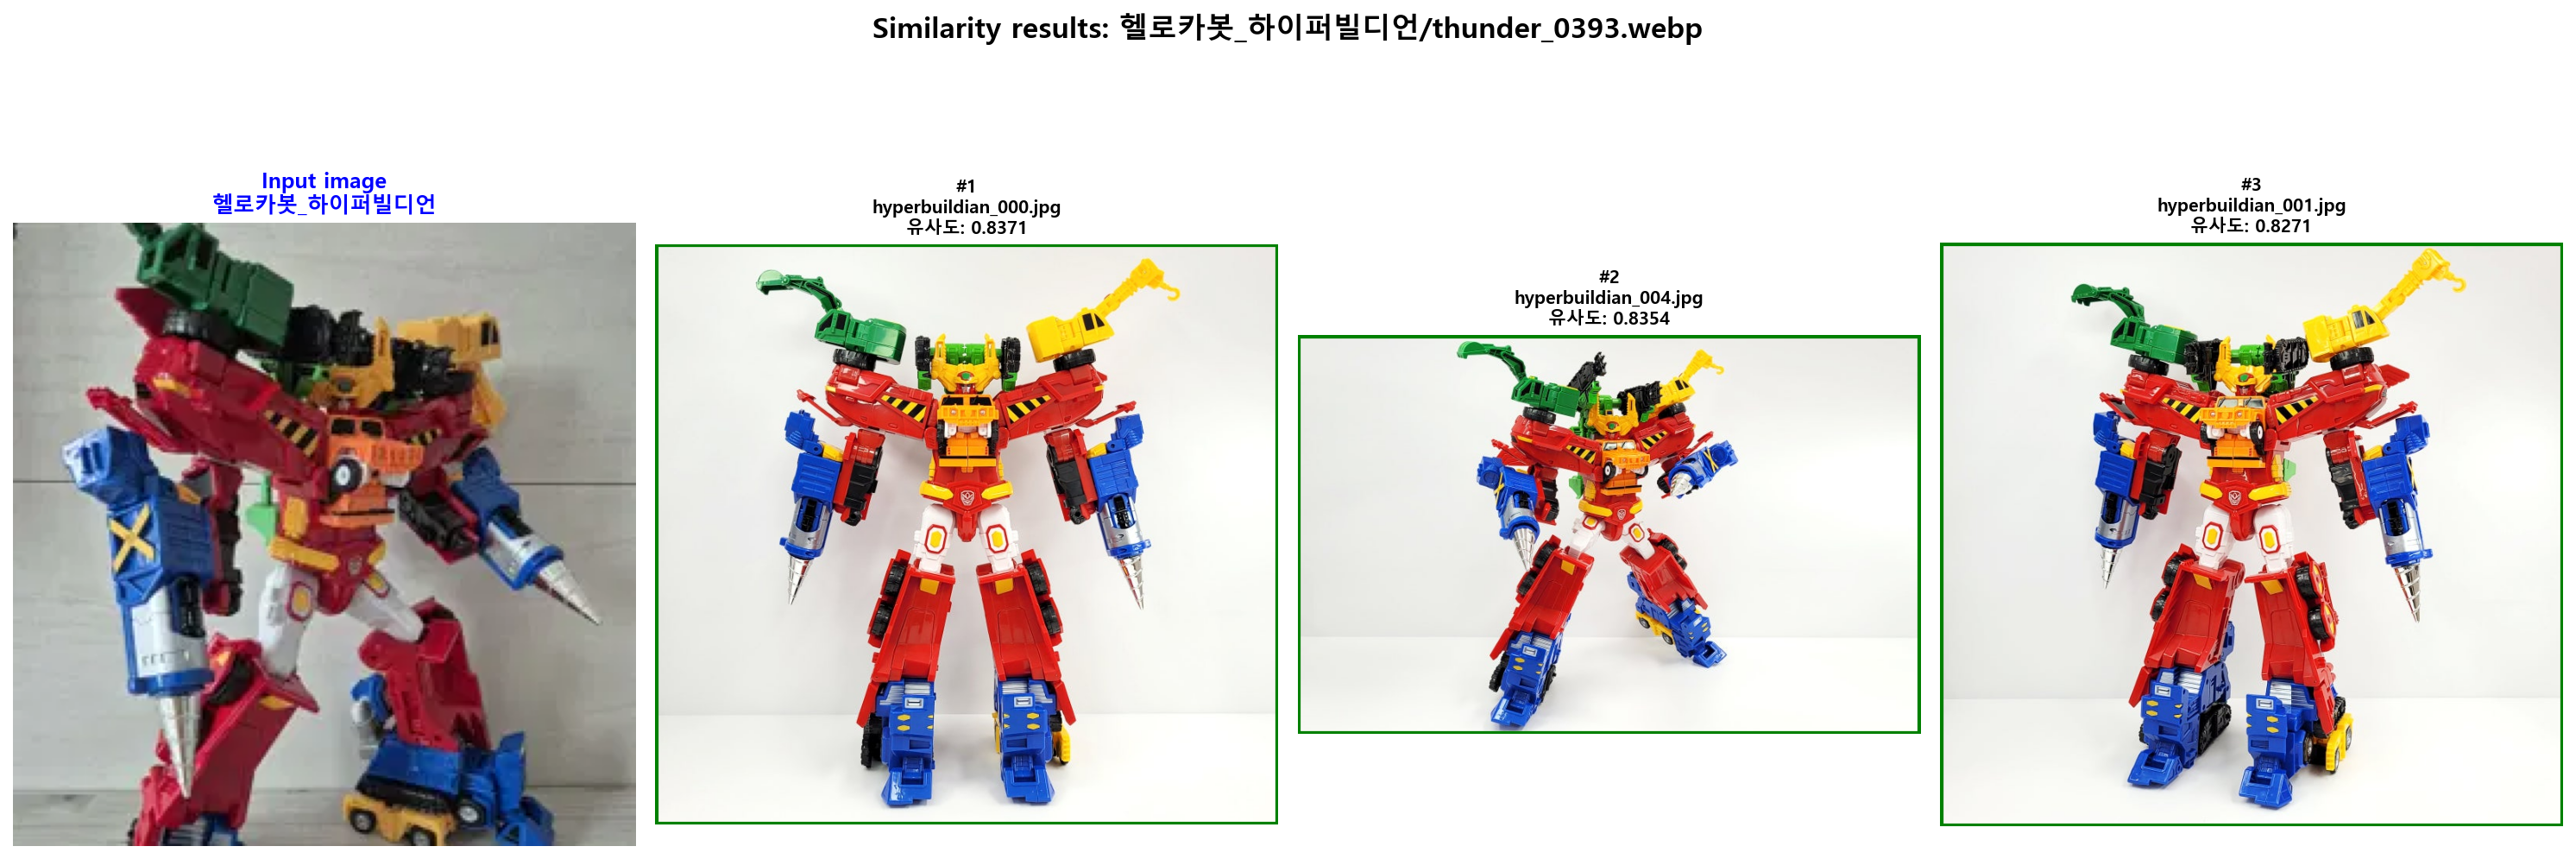 Similarity results: 헬로카봇_하이퍼빌디언/thunder_0393.webp
Input image
헬로카봇_하이퍼빌디언
#1
hyperbuildian_000.jpg
유사도: 0.8371
#2
hyperbuildian_004.jpg
유사도: 0.8354
#3
hyperbuildian_001.jpg
유사도: 0.8271